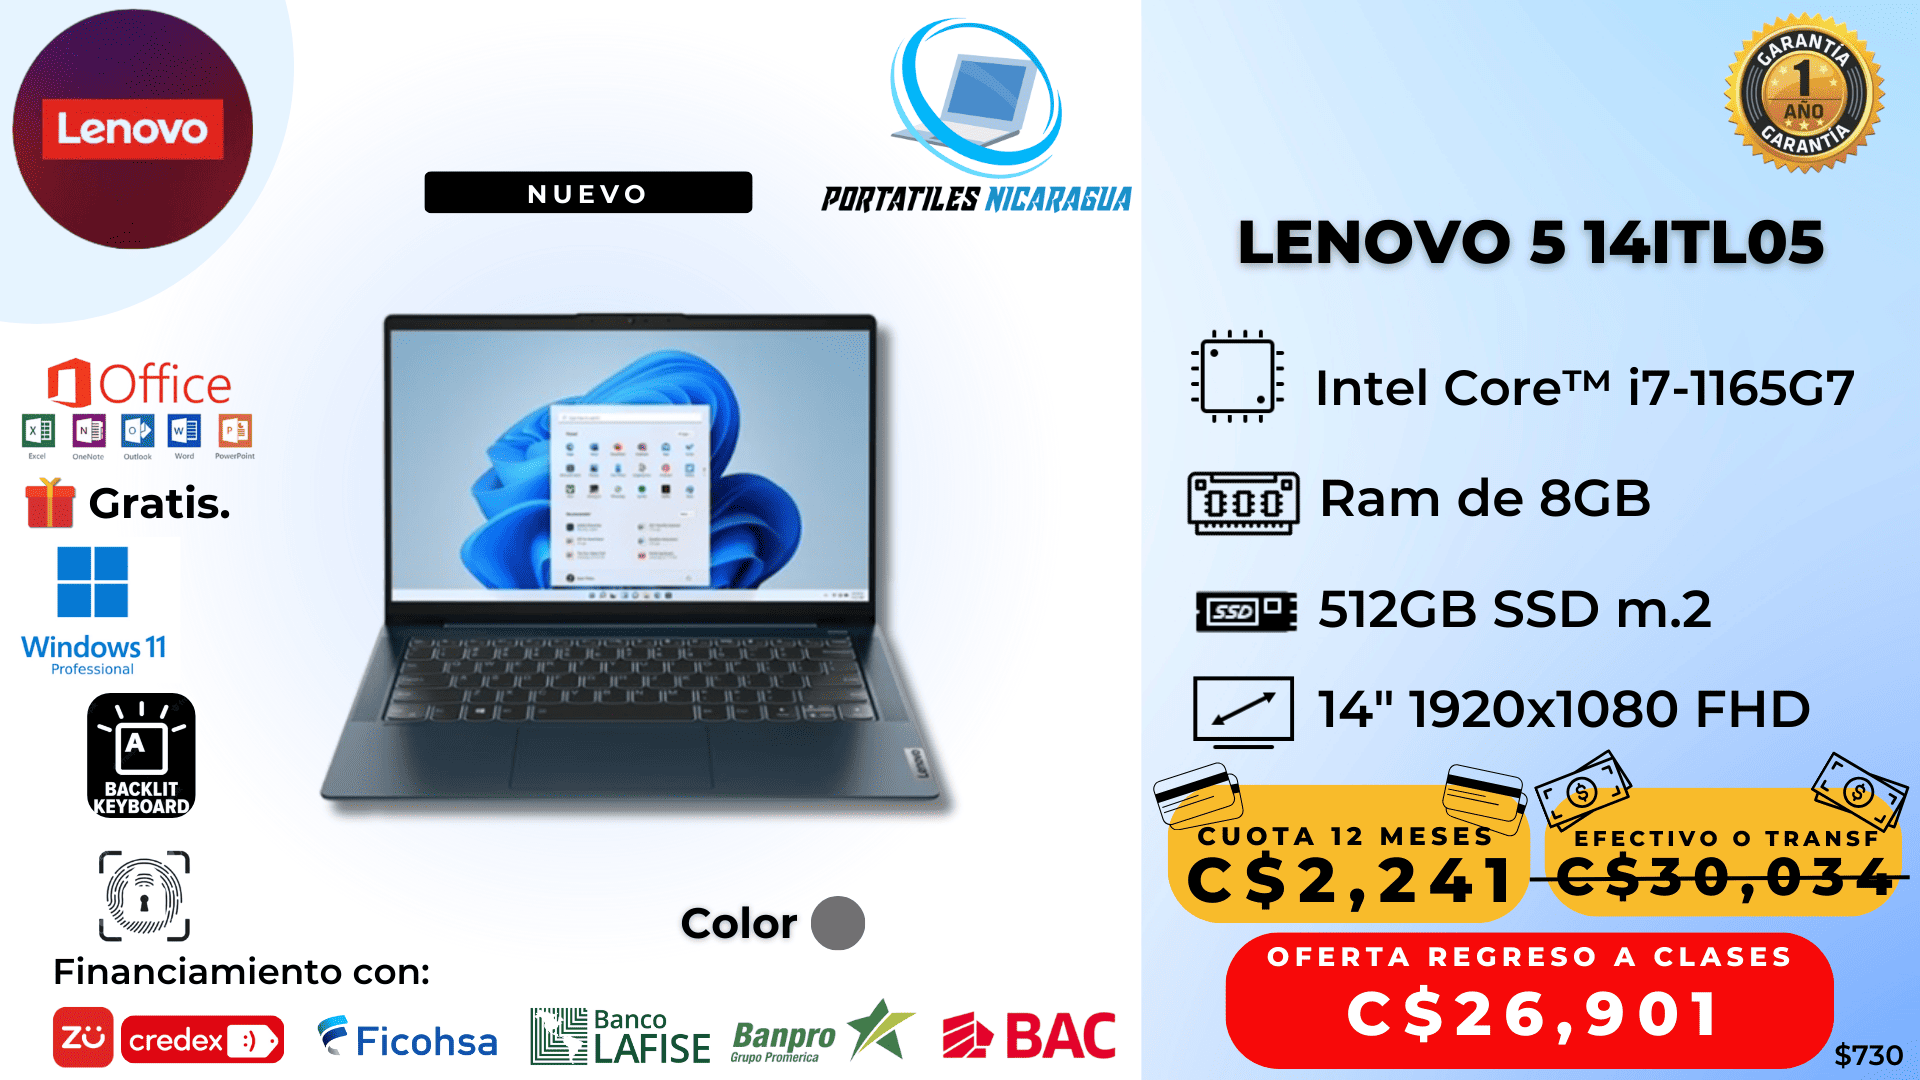 Lenovo
NUEVO
PORTATILES NICARAGUA
GARANTÍA
1
AÑO
GARANTÍA
LENOVO 5 14ITL05
Intel Core™ i7-1165G7
Ram de 8GB
SSD
512GB SSD m.2
14" 1920x1080 FHD
Office
Excel
OneNote
Outlook
Word
PowerPoint
Gratis.
Windows 11
Professional
A
BACKLIT
KEYBOARD
Lenovo
Color
Financiamiento con:
zū
credex
Ficohsa
Banco
LAFISE
Banpro
Grupo Promerica
BAC
CUOTA 12 MESES
C$2,241
EFECTIVO O TRANSF
C$30,034
OFERTA REGRESO A CLASES
C$26,901
$730